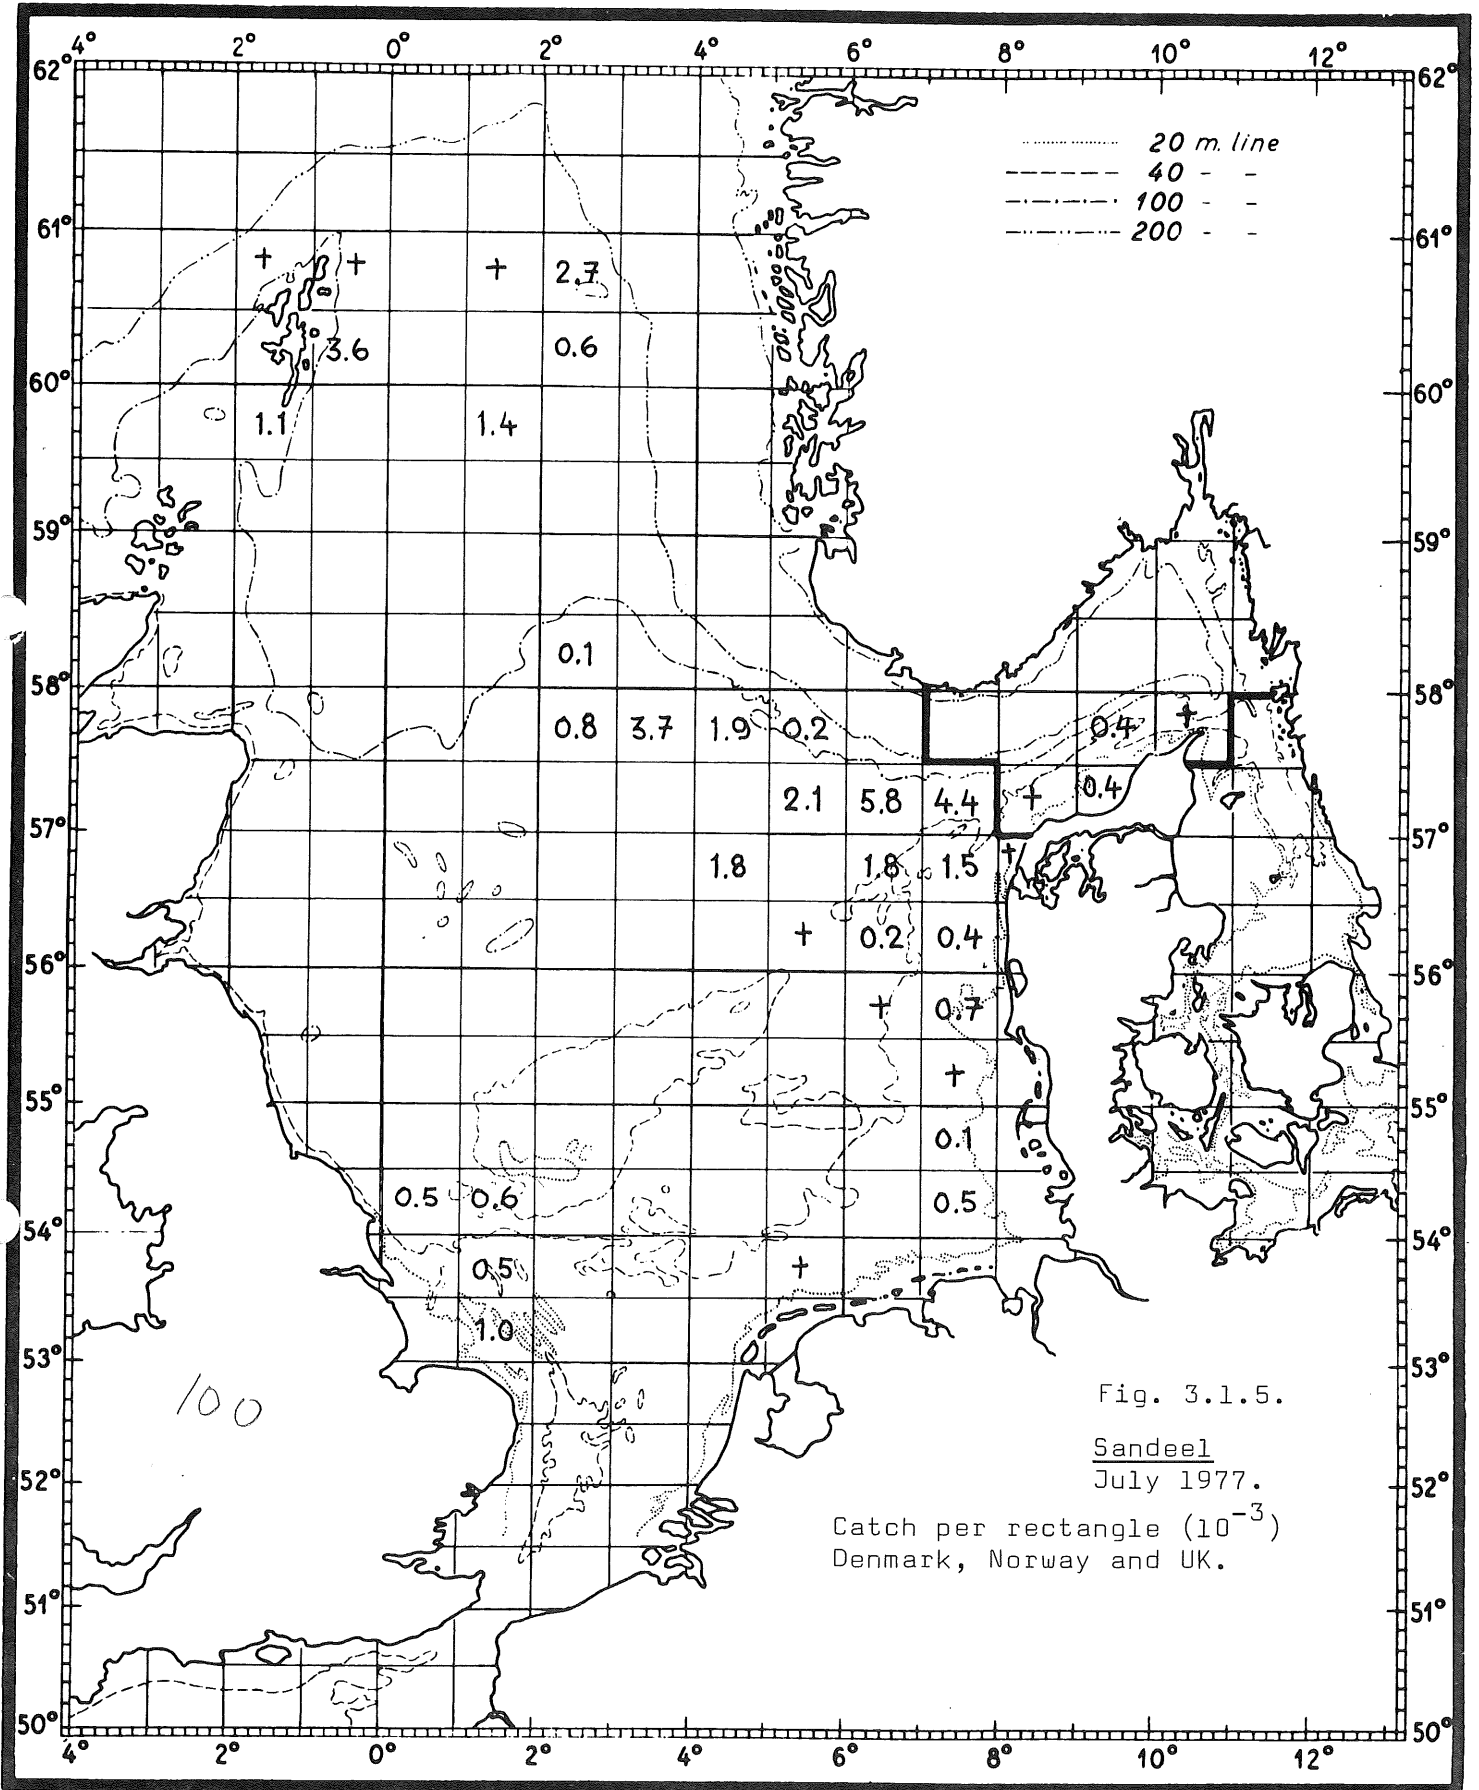 4° 2° 0° 2° 4° 6° 8° 10° 12°
62° 62°
20 m. line
40 - -
100 - -
200 - -
61° 61°
+ + + 2.7
3.6 0.6
60° 60°
1.1 1.4
59° 59°
0.1
58° 58°
0.8 3.7 1.9 0.2 0.4 +
2.1 5.8 4.4 + 0.4
57° 57°
1.8 1.8 1.5 +
+ 0.2 0.4
56° 56°
+ 0.7
+
55° 55°
0.1
0.5 0.6 0.5
54° 54°
0.5 +
1.0
53° 53°
100
Fig. 3.1.5.
Sandeel
July 1977.
52° 52°
Catch per rectangle (10-3)
Denmark, Norway and UK.
51° 51°
50° 50°
4° 2° 0° 2° 4° 6° 8° 10° 12°